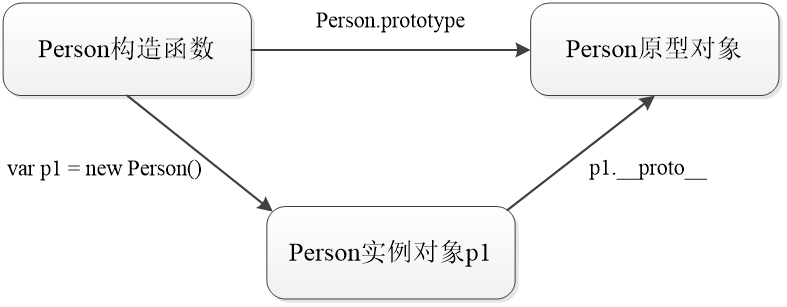 Person.prototype
Person构造函数
Person原型对象
var p1 = new Person()
p1.__proto__
Person实例对象p1